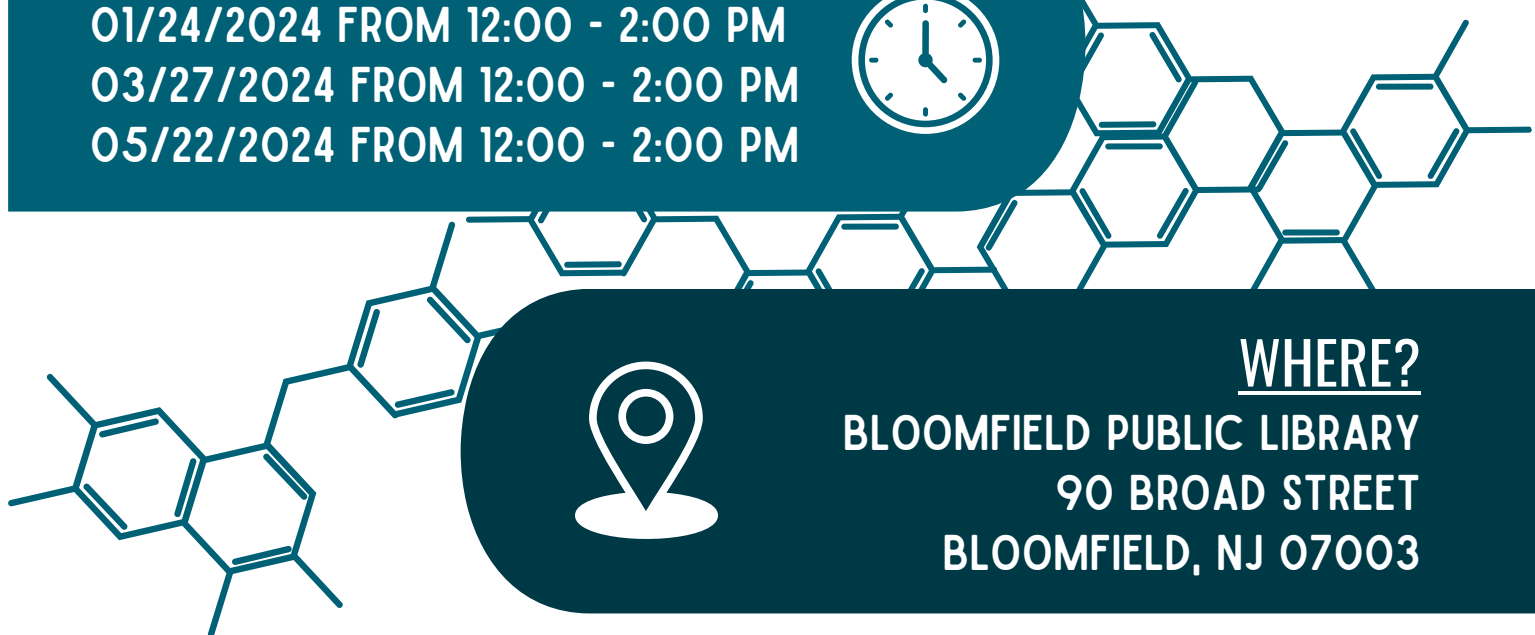 01/24/2024 FROM 12:00 - 2:00 PM
03/27/2024 FROM 12:00 - 2:00 PM
05/22/2024 FROM 12:00 - 2:00 PM
WHERE?
BLOOMFIELD PUBLIC LIBRARY
90 BROAD STREET
BLOOMFIELD, NJ 07003